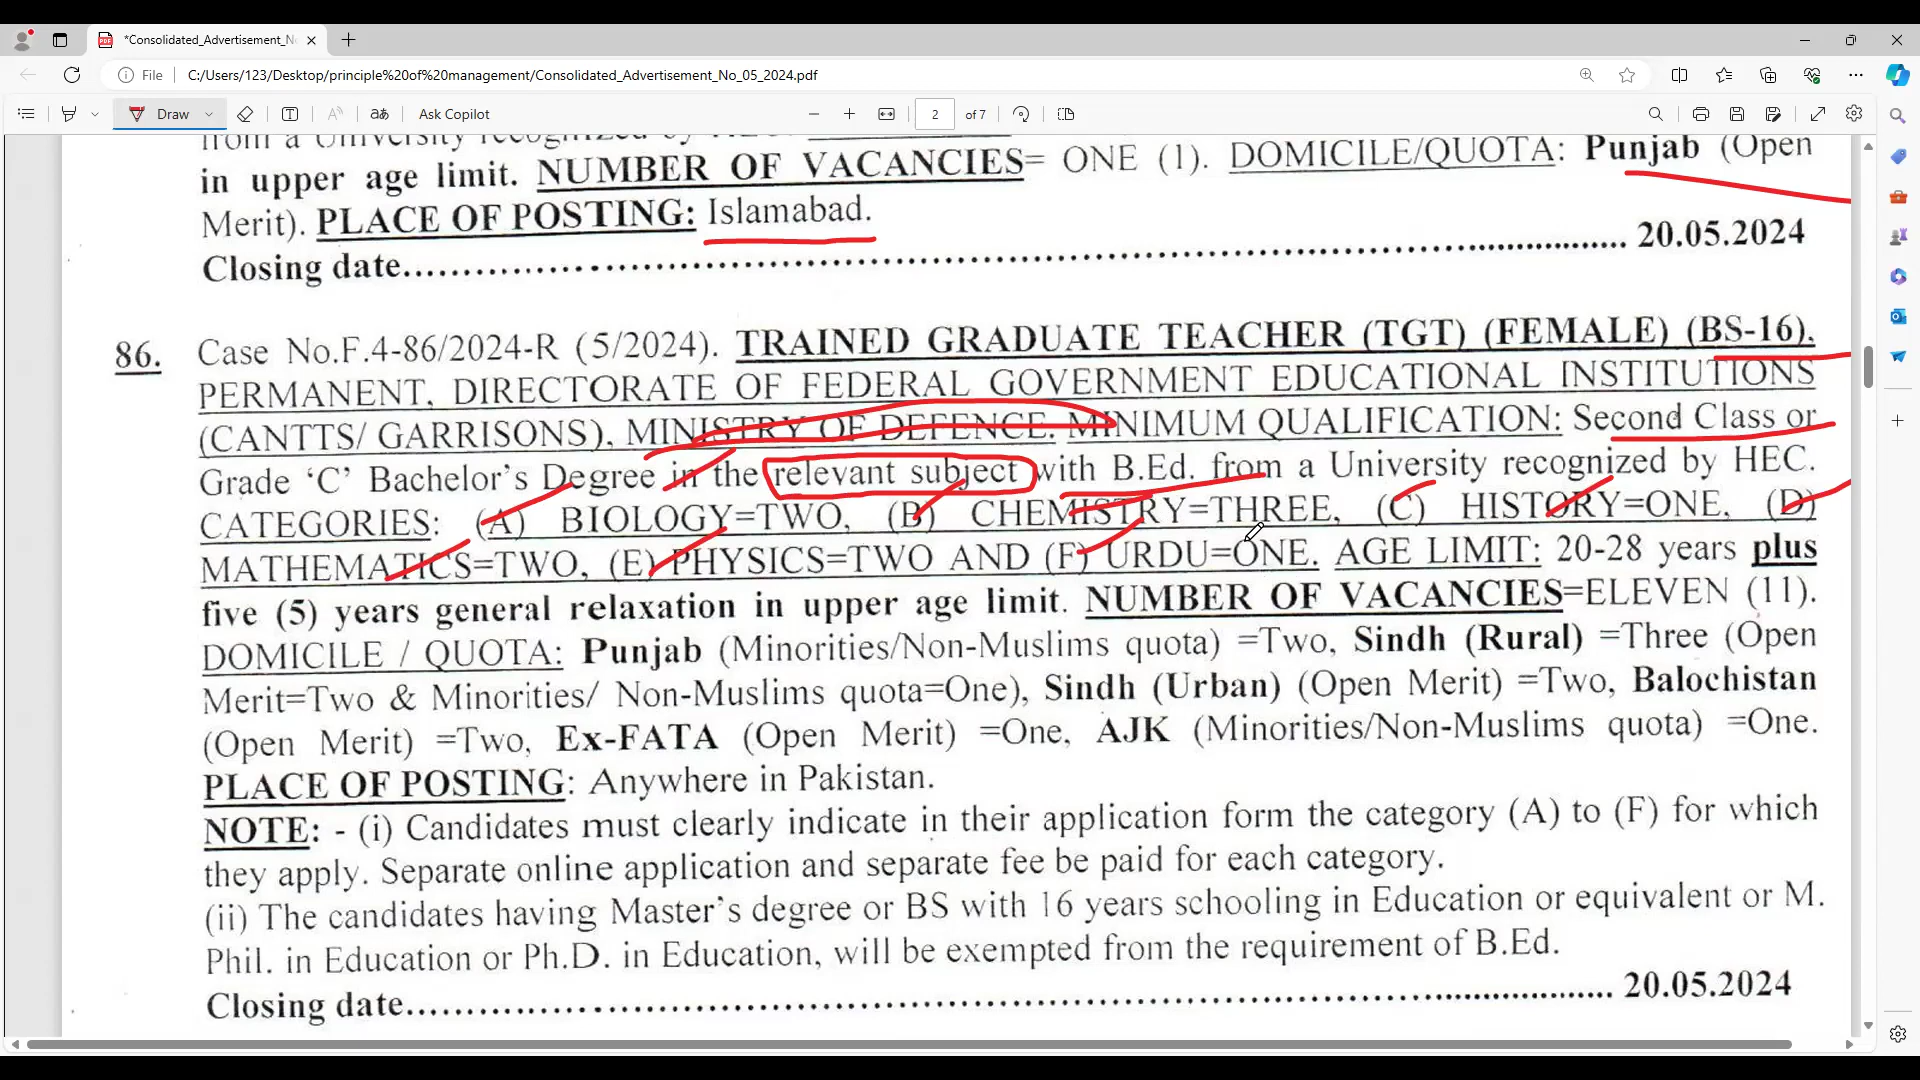 *Consolidated_Advertisement_N
File
C:/Users/123/Desktop/principle%20of%20management/Consolidated_Advertisement_No_05_2024.pdf
Draw
Ask Copilot
2 of 7
from a University recognized by
in upper age limit. NUMBER OF VACANCIES= ONE (1). DOMICILE/QUOTA: Punjab (Open
Merit). PLACE OF POSTING: Islamabad.
Closing date.......... 20.05.2024
86. Case No.F.4-86/2024-R (5/2024). TRAINED GRADUATE TEACHER (TGT) (FEMALE) (BS-16),
PERMANENT, DIRECTORATE OF FEDERAL GOVERNMENT EDUCATIONAL INSTITUTIONS
(CANTTS/ GARRISONS), MINISTRY OF DEFENCE. MINIMUM QUALIFICATION: Second Class or
Grade ‘C’ Bachelor’s Degree in the relevant subject with B.Ed. from a University recognized by HEC.
CATEGORIES: (A) BIOLOGY=TWO, (B) CHEMISTRY=THREE, (C) HISTORY=ONE, (D)
MATHEMATICS=TWO, (E) PHYSICS=TWO AND (F) URDU=ONE. AGE LIMIT: 20-28 years plus
five (5) years general relaxation in upper age limit. NUMBER OF VACANCIES=ELEVEN (11).
DOMICILE / QUOTA: Punjab (Minorities/Non-Muslims quota) =Two, Sindh (Rural) =Three (Open
Merit=Two & Minorities/ Non-Muslims quota=One), Sindh (Urban) (Open Merit) =Two, Balochistan
(Open Merit) =Two, Ex-FATA (Open Merit) =One, AJK (Minorities/Non-Muslims quota) =One.
PLACE OF POSTING: Anywhere in Pakistan.
NOTE: - (i) Candidates must clearly indicate in their application form the category (A) to (F) for which
they apply. Separate online application and separate fee be paid for each category.
(ii) The candidates having Master’s degree or BS with 16 years schooling in Education or equivalent or M.
Phil. in Education or Ph.D. in Education, will be exempted from the requirement of B.Ed.
Closing date.......... 20.05.2024